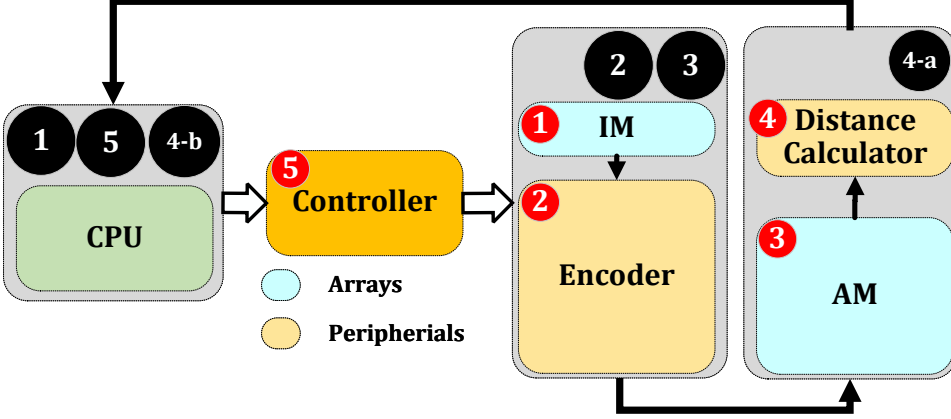 1
5
4-b
CPU
5
Controller
Arrays
Peripherials
2
3
1
IM
2
Encoder
4-a
4
Distance
Calculator
3
AM